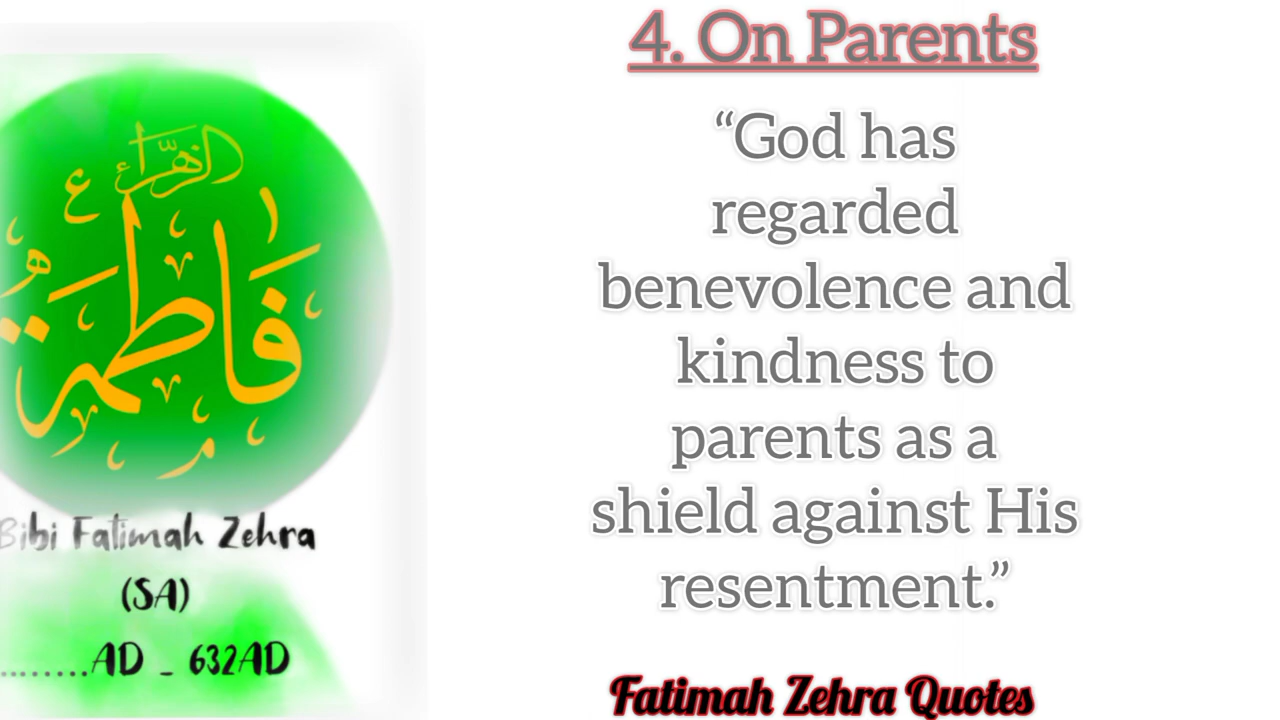 الزهراء
ع
فاطمة
Bibi Fatimah Zehra
(SA)
........AD - 632AD
4. On Parents
“God has
regarded
benevolence and
kindness to
parents as a
shield against His
resentment.”
Fatimah Zehra Quotes